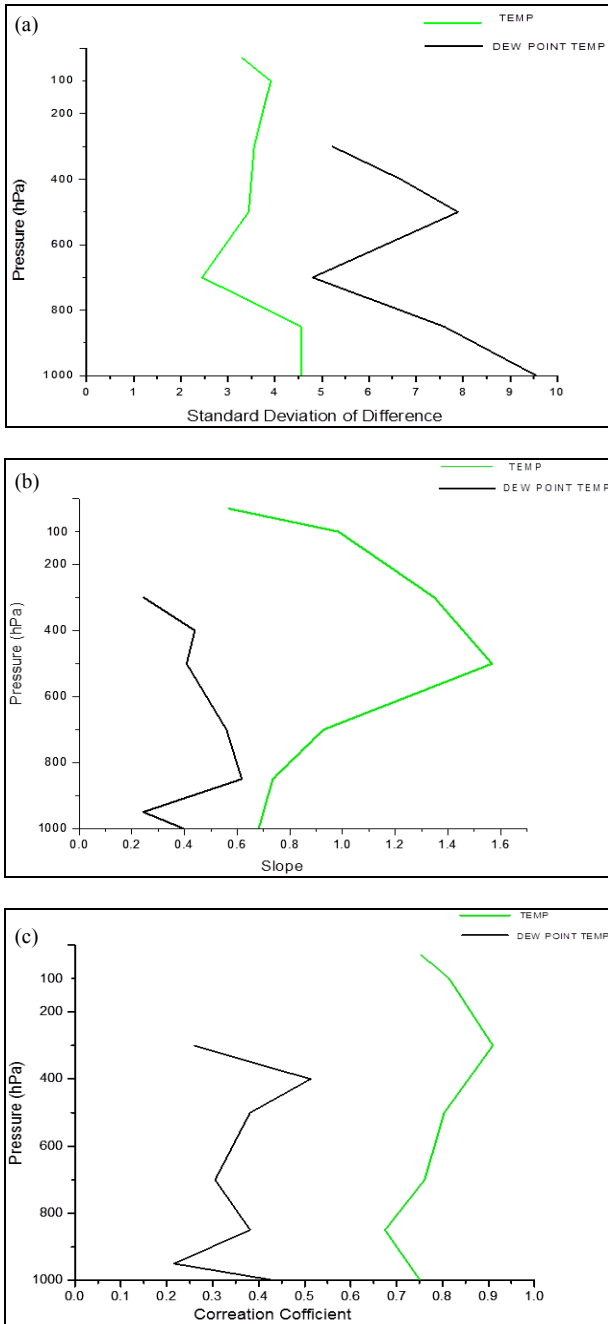 (a)
TEMP
DEW POINT TEMP
Pressure (hPa)
100
200
400
600
800
1000
0 1 2 3 4 5 6 7 8 9 10
Standard Deviation of Difference
(b)
TEMP
DEW POINT TEMP
Pressure (hPa)
100
200
400
600
800
1000
0.0 0.2 0.4 0.6 0.8 1.0 1.2 1.4 1.6
Slope
(c)
TEMP
DEW POINT TEMP
Pressure (hPa)
100
200
400
600
800
1000
0.0 0.1 0.2 0.3 0.4 0.5 0.6 0.7 0.8 0.9 1.0
Correation Cofficient